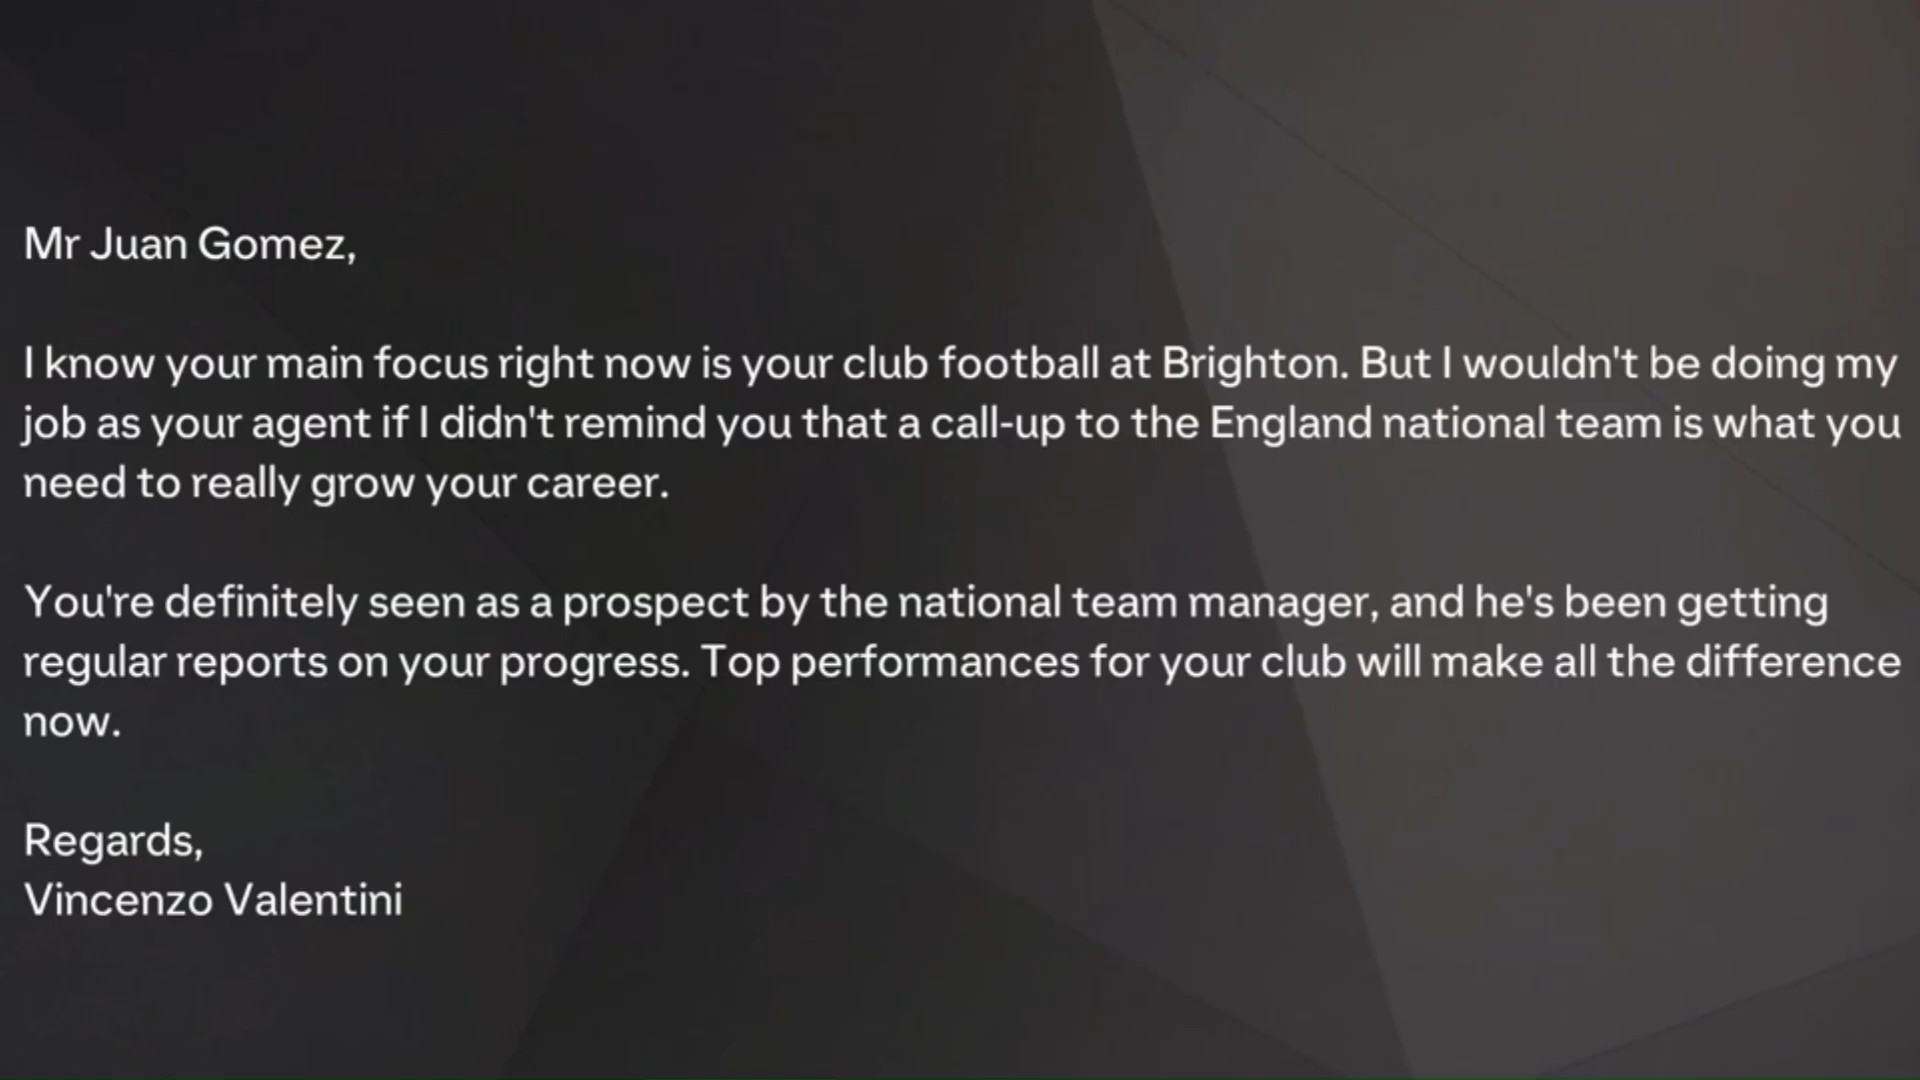 Mr Juan Gomez,
I know your main focus right now is your club football at Brighton. But I wouldn't be doing my
job as your agent if I didn't remind you that a call-up to the England national team is what you
need to really grow your career.
You're definitely seen as a prospect by the national team manager, and he's been getting
regular reports on your progress. Top performances for your club will make all the difference
now.
Regards,
Vincenzo Valentini